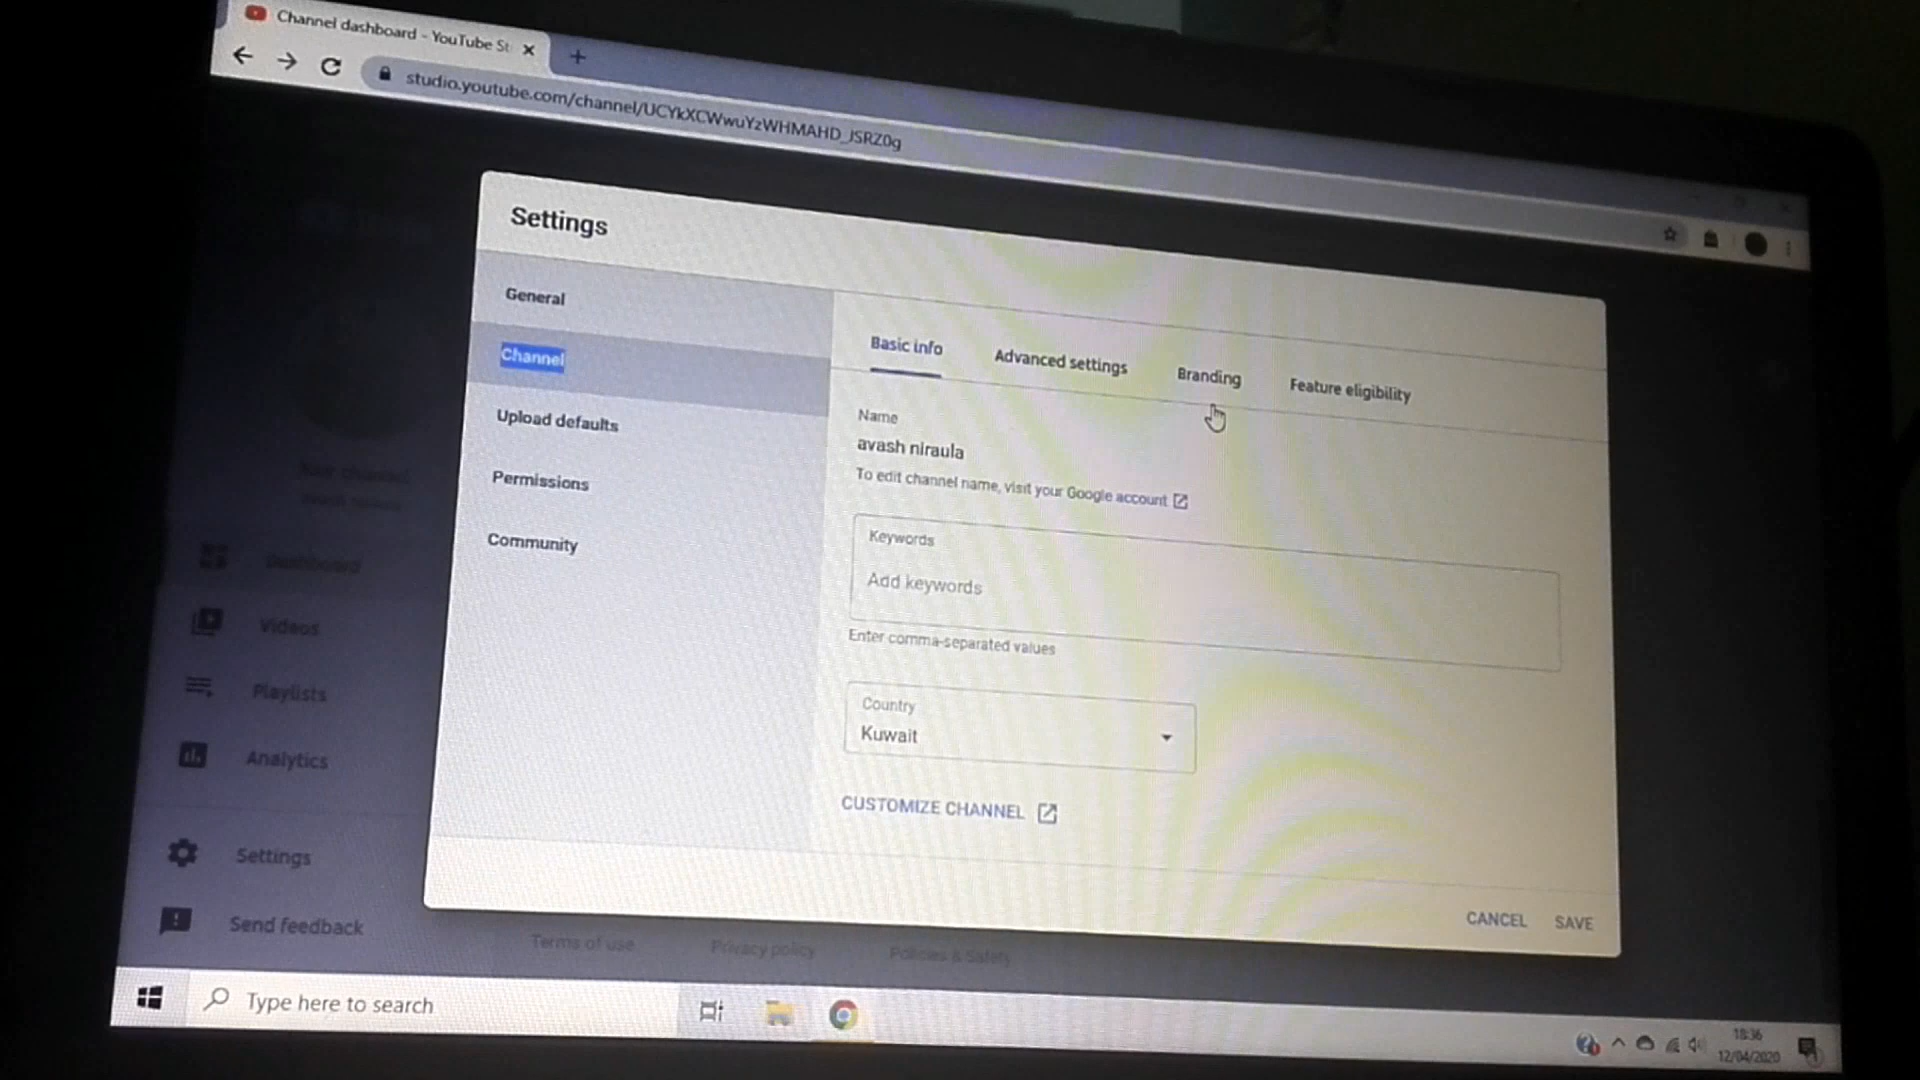 Channel dashboard - YouTube St
studio.youtube.com/channel/UCYkXCWwuYzWHMAHD_JSRZ0g
Settings
General
Channel
Upload defaults
Permissions
Community
Basic info
Advanced settings
Branding
Feature eligibility
Name
avash niraula
To edit channel name, visit your Google account
Keywords
Add keywords
Enter comma-separated values
Country
Kuwait
CUSTOMIZE CHANNEL
CANCEL
SAVE
Your channel
Dashboard
Videos
Playlists
Analytics
Settings
Send feedback
Terms of use
Privacy policy
Policies & Safety
Type here to search
18:36
12/04/2020